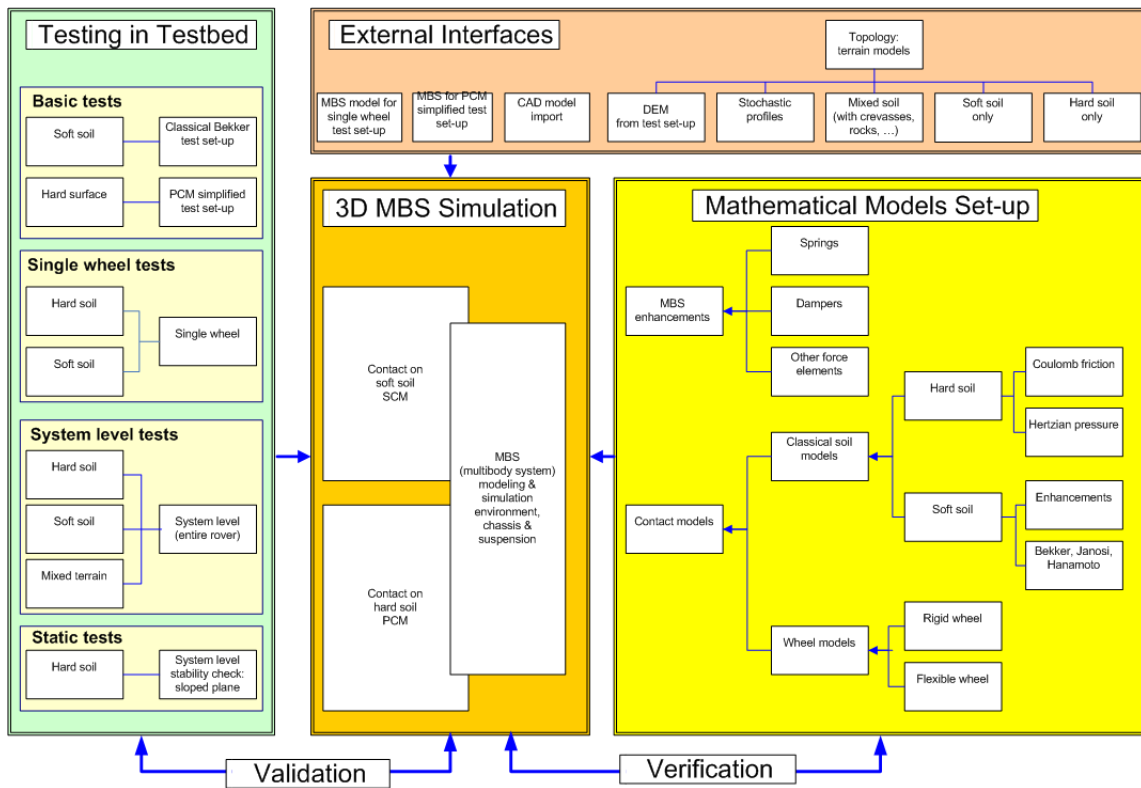 Testing in Testbed
Basic tests
Soft soil
Classical Bekker
test set-up
Hard surface
PCM simplified
test set-up
Single wheel tests
Hard soil
Single wheel
Soft soil
System level tests
Hard soil
Soft soil
System level
(entire rover)
Mixed terrain
Static tests
Hard soil
System level
stability check:
sloped plane
External Interfaces
Topology:
terrain models
MBS model for
single wheel
test set-up
MBS for PCM
simplified test
set-up
CAD model
import
DEM
from test set-up
Stochastic
profiles
Mixed soil
(with crevasses,
rocks, …)
Soft soil
only
Hard soil
only
3D MBS Simulation
Contact on
soft soil
SCM
MBS
(multibody system)
modeling &
simulation
environment,
chassis &
suspension
Contact on
hard soil
PCM
Mathematical Models Set-up
Springs
MBS
enhancements
Dampers
Other force
elements
Hard soil
Coulomb friction
Hertzian pressure
Classical soil
models
Soft soil
Enhancements
Bekker, Janosi,
Hanamoto
Contact models
Wheel models
Rigid wheel
Flexible wheel
Validation
Verification